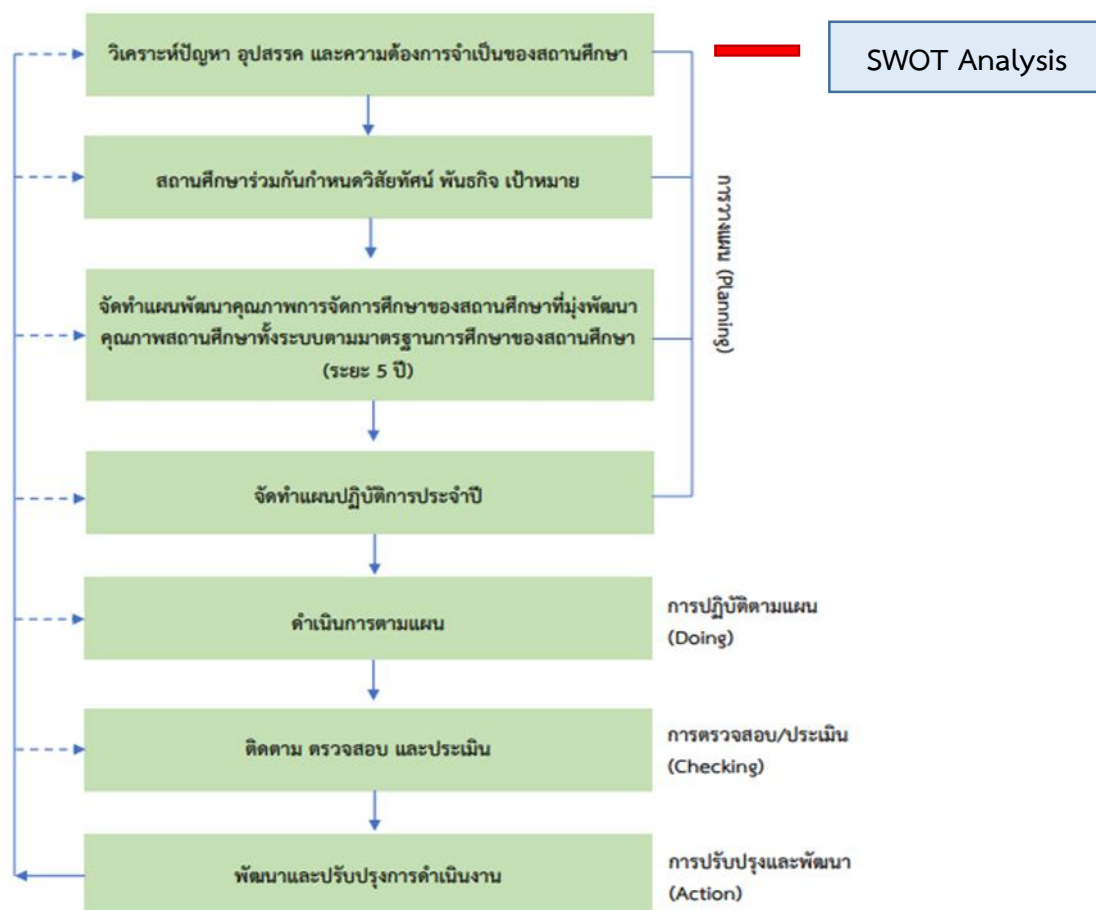 วิเคราะห์ปัญหา อุปสรรค และความต้องการจำเป็นของสถานศึกษา
SWOT Analysis
สถานศึกษาร่วมกันกำหนดวิสัยทัศน์ พันธกิจ เป้าหมาย
จัดทำแผนพัฒนาคุณภาพการจัดการศึกษาของสถานศึกษาที่มุ่งพัฒนา
คุณภาพสถานศึกษาทั้งระบบตามมาตรฐานการศึกษาของสถานศึกษา
(ระยะ 5 ปี)
การวางแผน (Planning)
จัดทำแผนปฏิบัติการประจำปี
ดำเนินการตามแผน
การปฏิบัติตามแผน
(Doing)
ติดตาม ตรวจสอบ และประเมิน
การตรวจสอบ/ประเมิน
(Checking)
พัฒนาและปรับปรุงการดำเนินงาน
การปรับปรุงและพัฒนา
(Action)